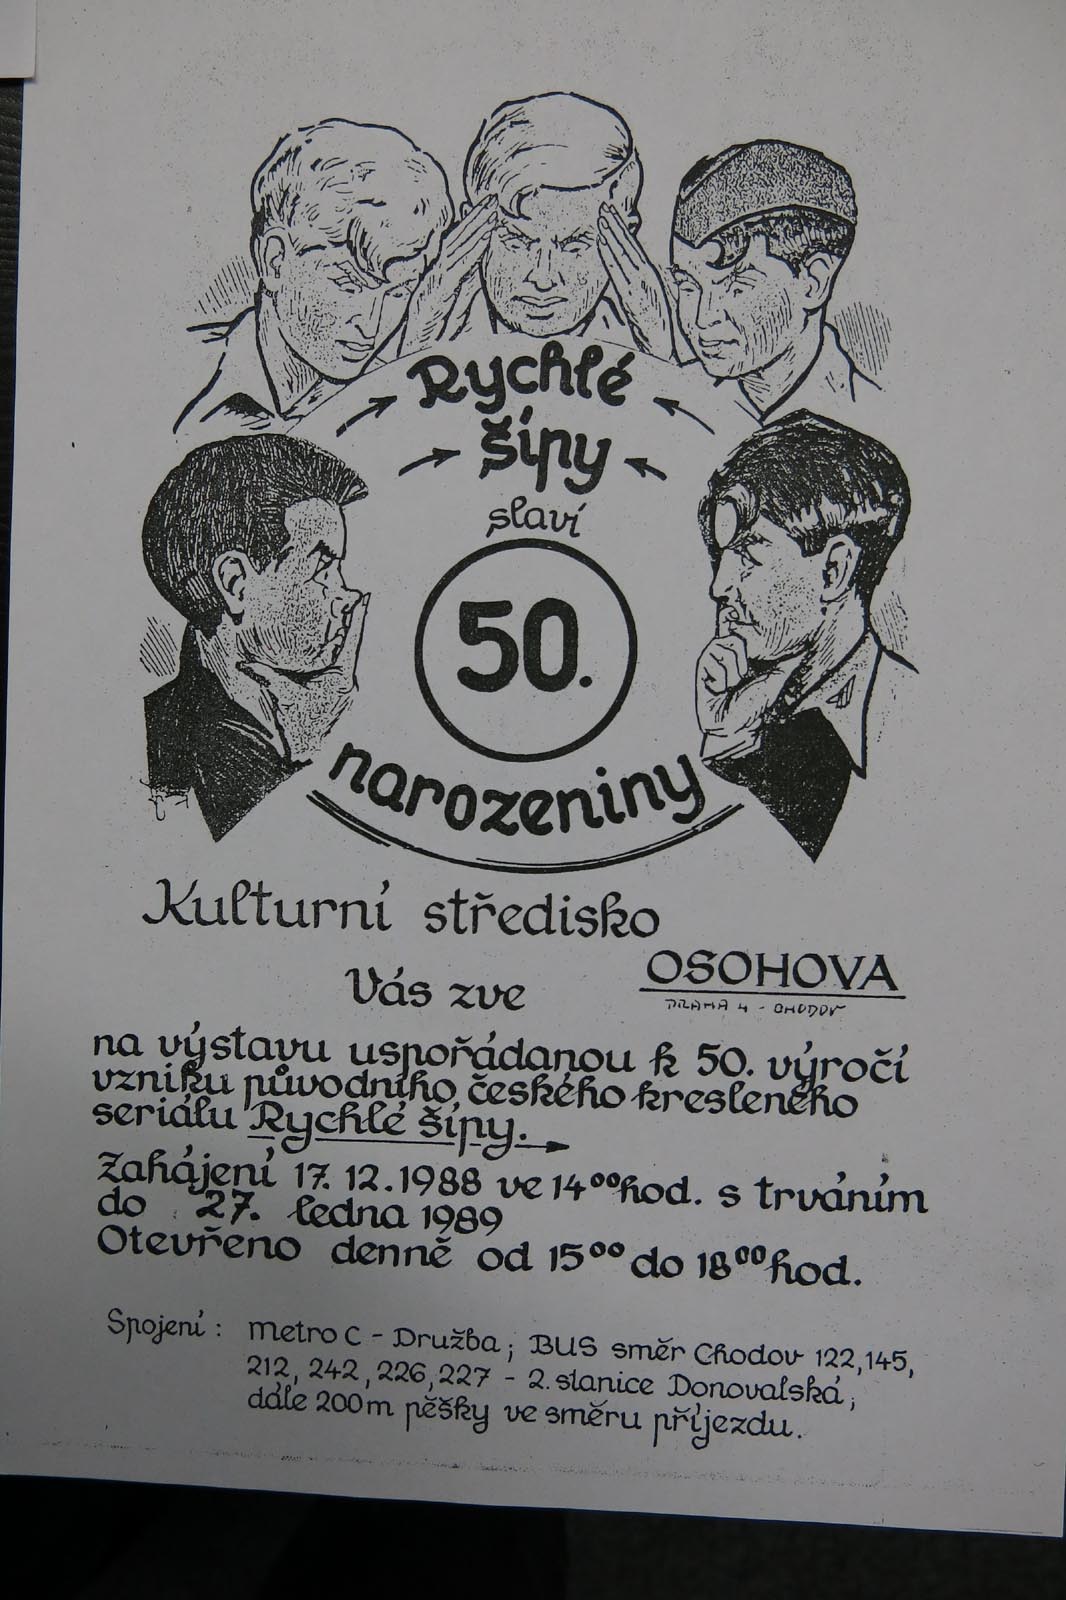 Rychlé
šípy
slaví
50.
narozeniny
Kulturní středisko
OSOHOVA
PRAHA 4 - CHODOV
Vás zve
na výstavu uspořádanou k 50. výročí
vzniku původního českého kresleného
seriálu Rychlé šípy.
Zahájení 17. 12. 1988 ve 14⁰⁰ hod. s trváním
do 27. ledna 1989
Otevřeno denně od 15⁰⁰ do 18⁰⁰ hod.
Spojení : metro C - Družba ; BUS směr Chodov 122, 145,
212, 242, 226, 227 - 2. stanice Donovalská ;
dále 200 m pěšky ve směru příjezdu.